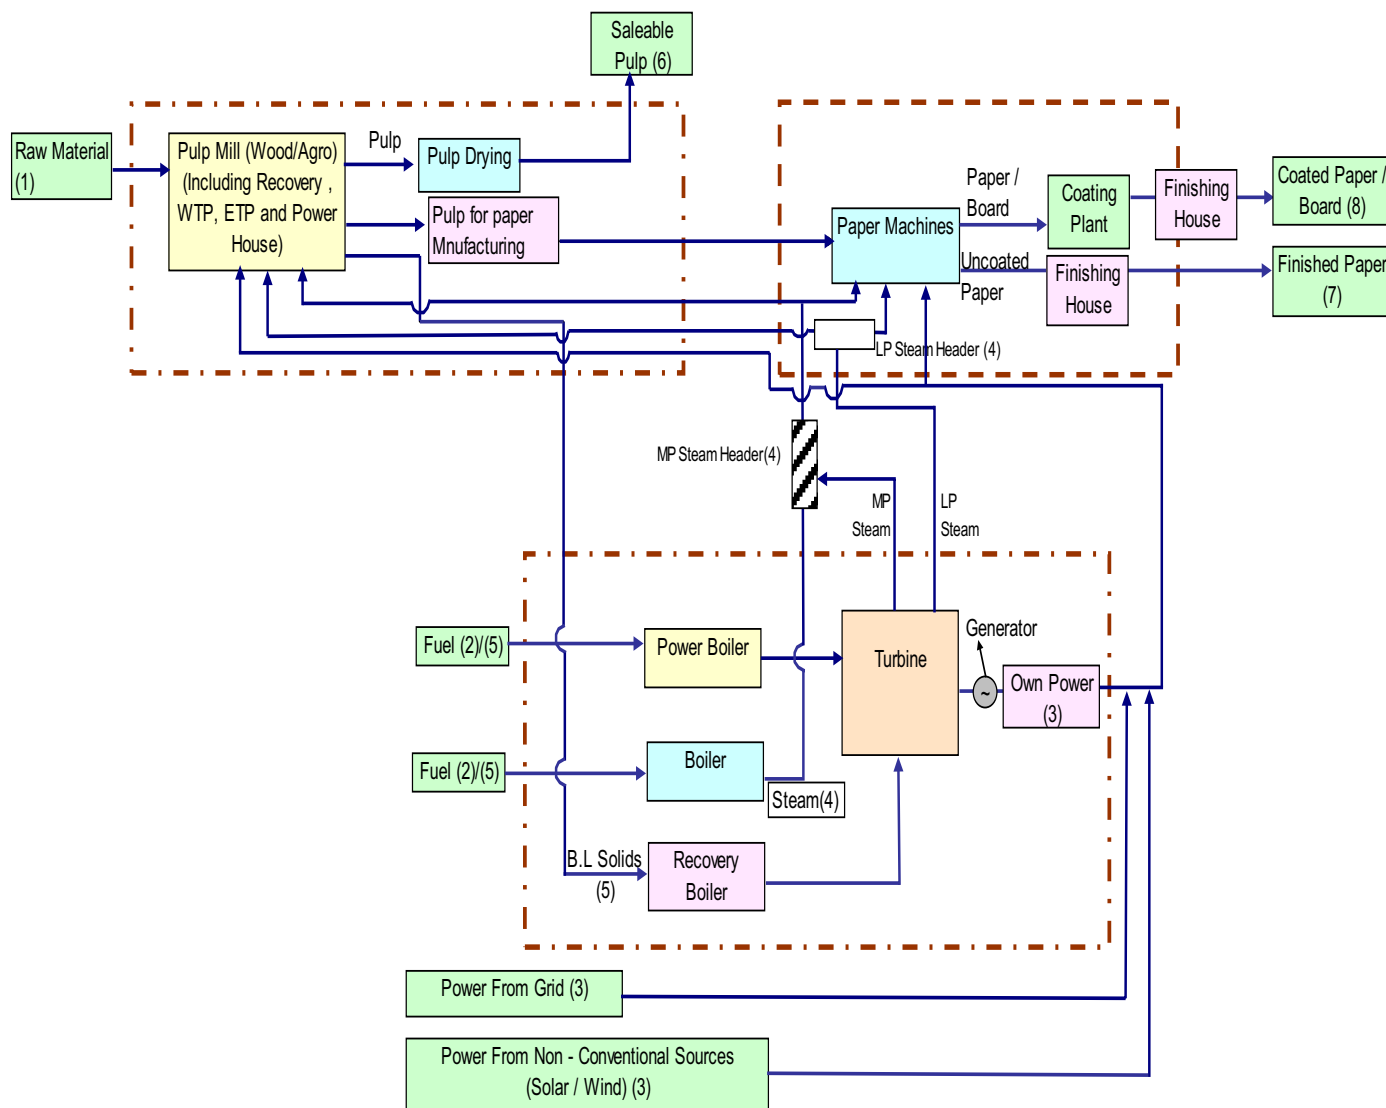 Saleable
Pulp (6)
Raw Material
(1)
Pulp Mill (Wood/Agro)
(Including Recovery ,
WTP, ETP and Power
House)
Pulp
Pulp Drying
Pulp for paper
Mnufacturing
Paper Machines
Paper /
Board
Coating
Plant
Finishing
House
Coated Paper /
Board (8)
Uncoated
Paper
Finishing
House
Finished Paper
(7)
LP Steam Header (4)
MP Steam Header(4)
MP
Steam
LP
Steam
Fuel (2)/(5)
Power Boiler
Turbine
Generator
~
Own Power
(3)
Fuel (2)/(5)
Boiler
Steam(4)
B.L Solids
(5)
Recovery
Boiler
Power From Grid (3)
Power From Non - Conventional Sources
(Solar / Wind) (3)